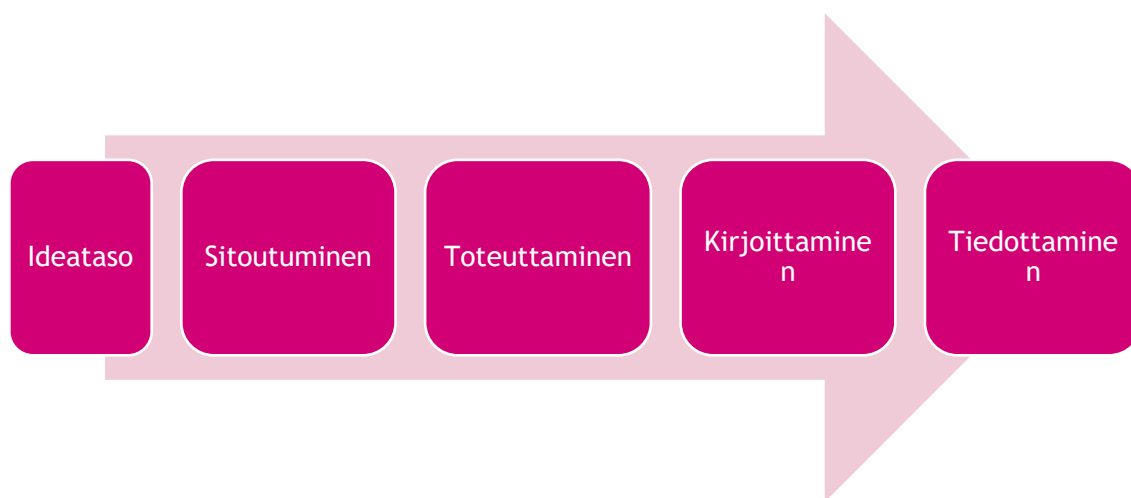 Ideataso
Sitoutuminen
Toteuttaminen
Kirjoittamine
n
Tiedottamine
n